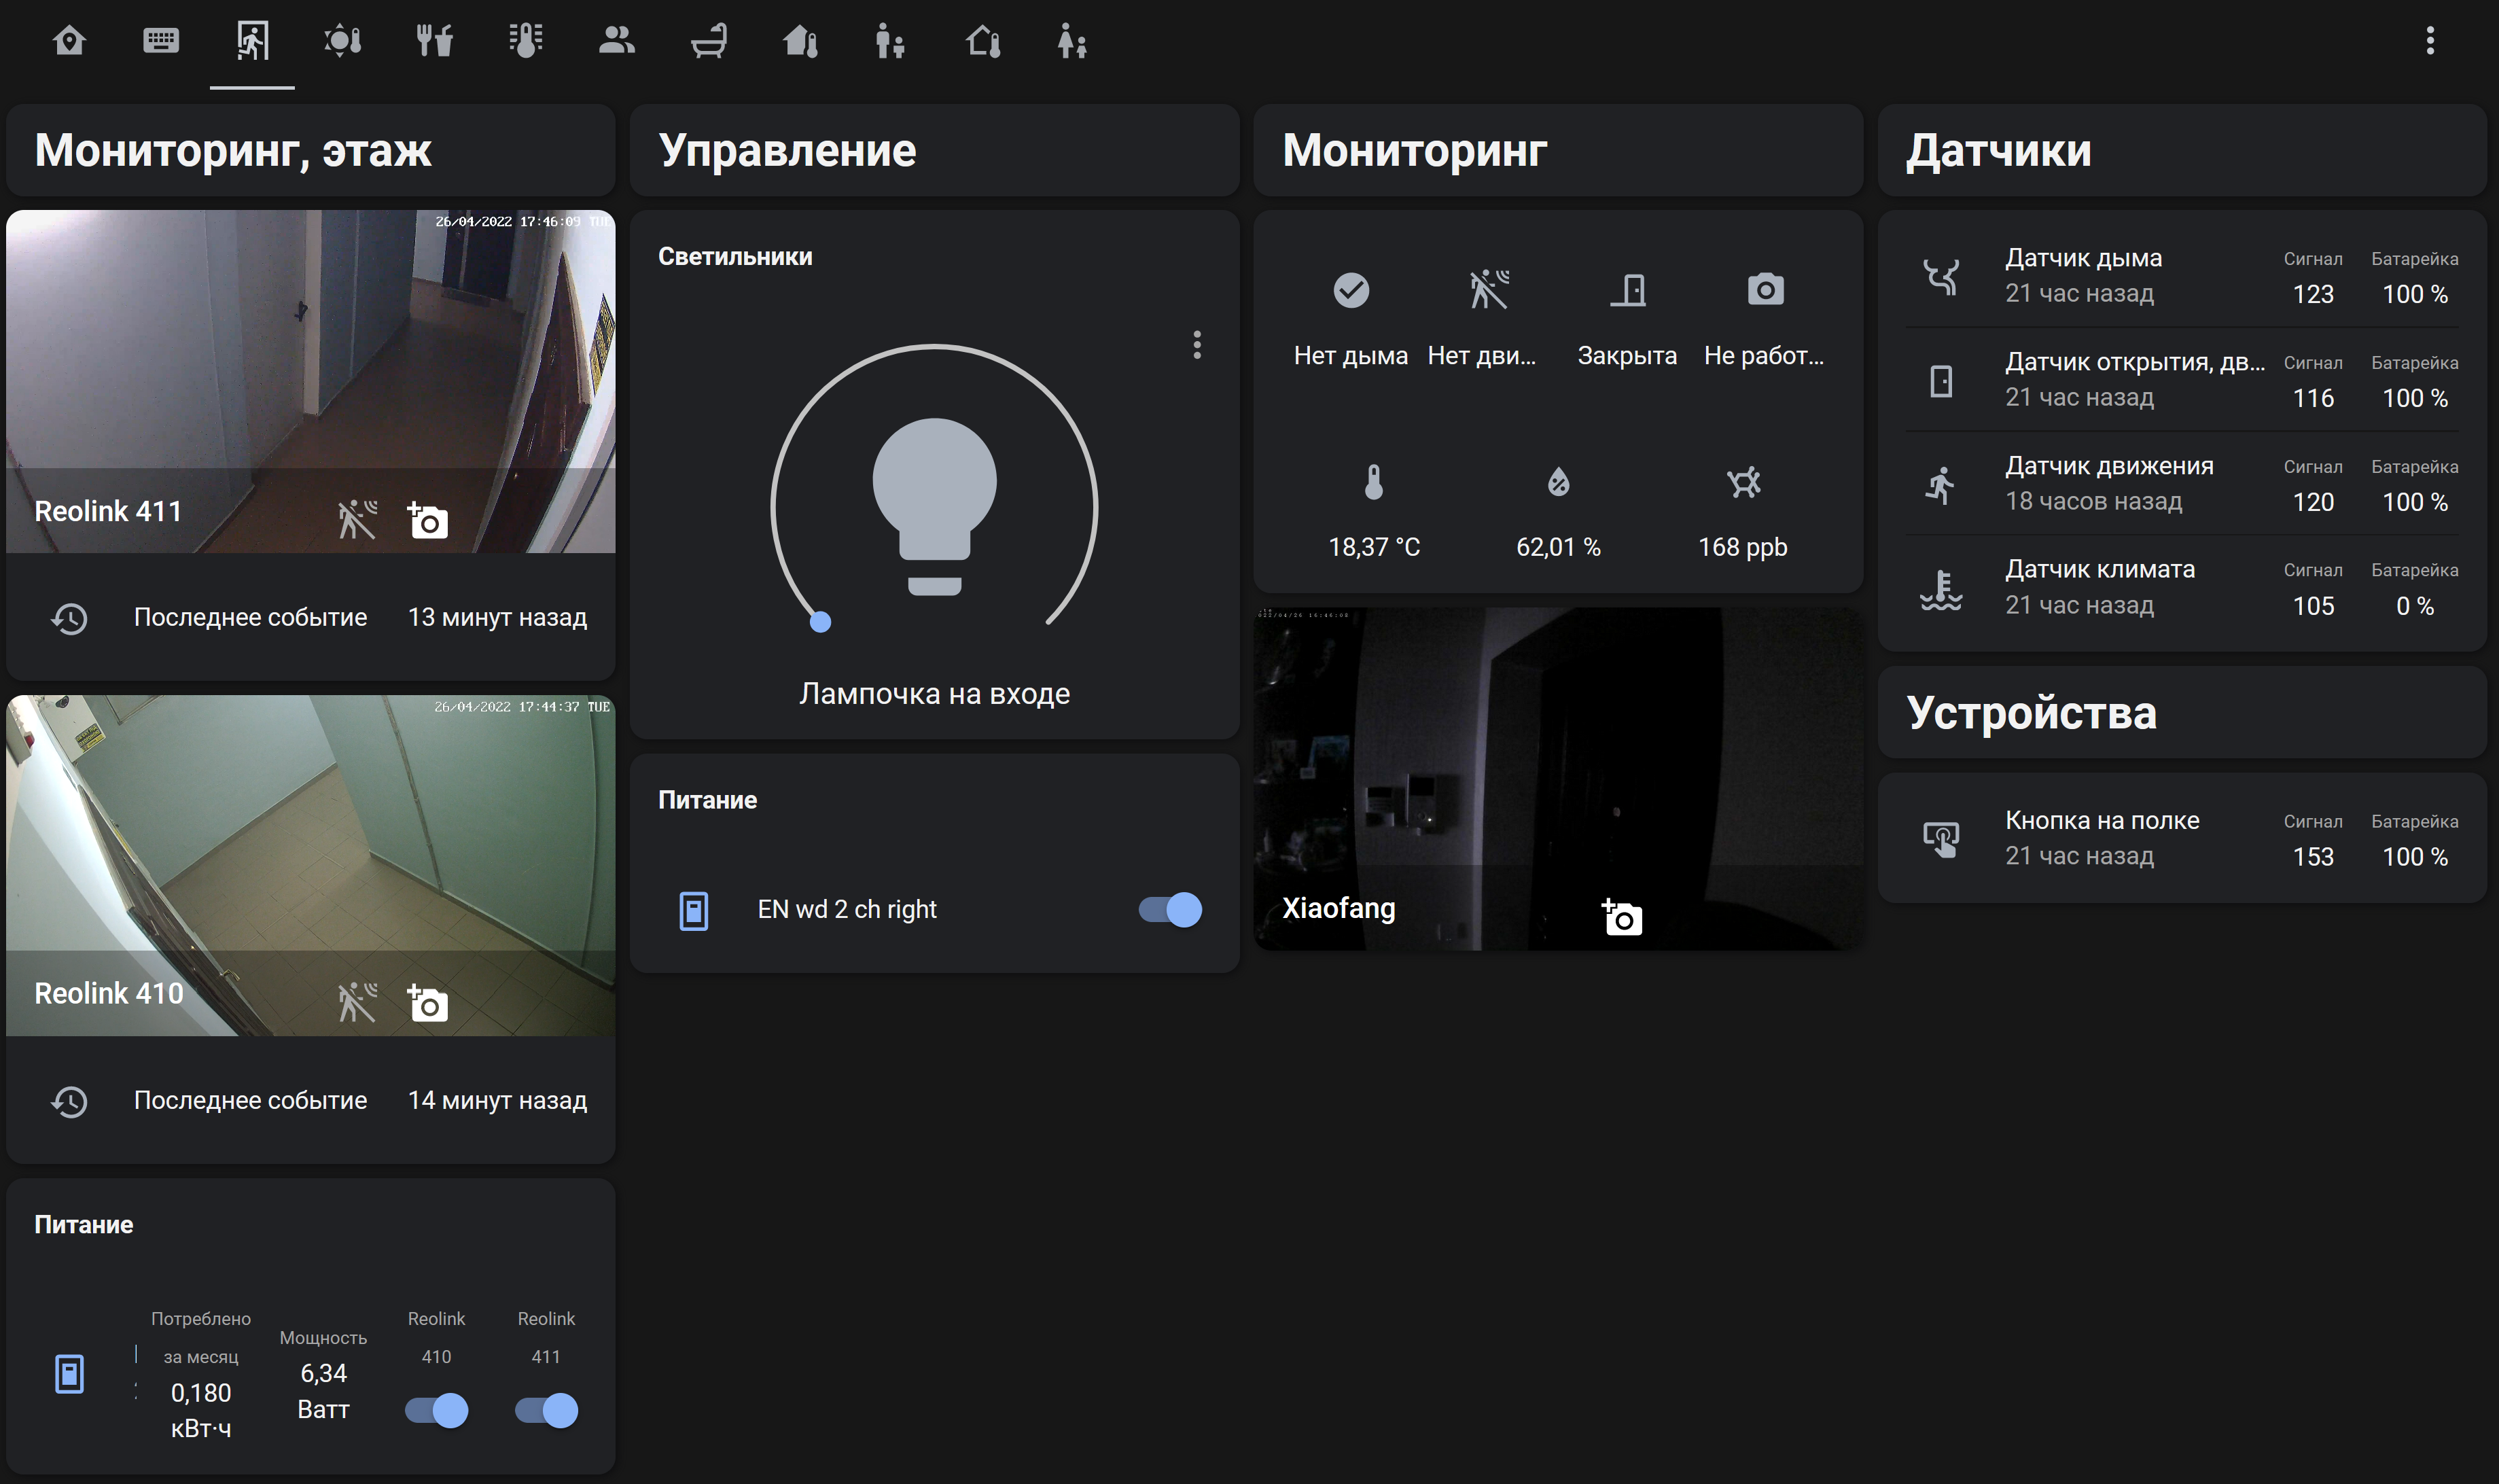 Мониторинг, этаж
26/04/2022 17:46:09 TUE
Reolink 411
Последнее событие 13 минут назад
26/04/2022 17:44:37 TUE
Reolink 410
Последнее событие 14 минут назад
Питание
Потреблено
за месяц
0,180
кВт·ч
Мощность
6,34
Ватт
Reolink
410
Reolink
411
Управление
Светильники
Лампочка на входе
Питание
EN wd 2 ch right
Мониторинг
Нет дыма Нет дви... Закрыта Не работ...
18,37 °C 62,01 % 168 ppb
Xiaofang
Датчики
Датчик дыма
21 час назад
Сигнал Батарейка
123 100 %
Датчик открытия, дв...
21 час назад
Сигнал Батарейка
116 100 %
Датчик движения
18 часов назад
Сигнал Батарейка
120 100 %
Датчик климата
21 час назад
Сигнал Батарейка
105 0 %
Устройства
Кнопка на полке
21 час назад
Сигнал Батарейка
153 100 %